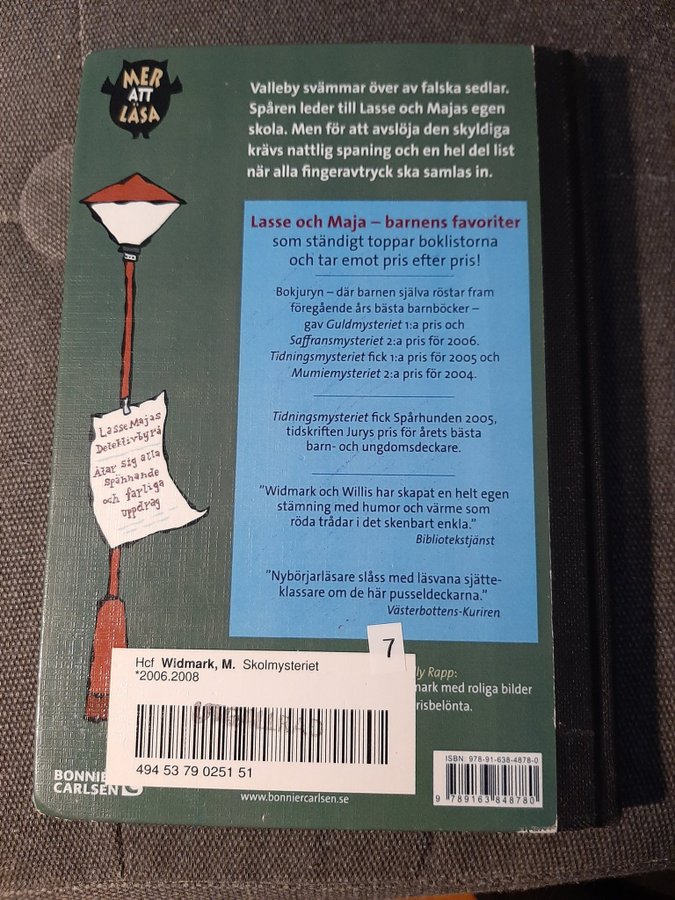 MER
ATT
LÄSA
Valleby svämmar över av falska sedlar.
Spåren leder till Lasse och Majas egen
skola. Men för att avslöja den skyldiga
krävs nattlig spaning och en hel del list
när alla fingeravtryck ska samlas in.
Lasse och Maja – barnens favoriter
som ständigt toppar boklistorna
och tar emot pris efter pris!
Bokjuryn – där barnen själva röstar fram
föregående års bästa barnböcker –
gav Guldmysteriet 1:a pris och
Saffransmysteriet 2:a pris för 2006.
Tidningsmysteriet fick 1:a pris för 2005 och
Mumiemysteriet 2:a pris för 2004.
Tidningsmysteriet fick Spårhunden 2005,
tidskriften Jurys pris för årets bästa
barn- och ungdomsdeckare.
"Widmark och Willis har skapat en helt egen
stämning med humor och värme som
röda trådar i det skenbart enkla."
Bibliotekstjänst
"Nybörjarläsare slåss med läsvana sjätte-
klassare om de här pusseldeckarna."
Västerbottens-Kuriren
LasseMajas
Detektivbyrå
Åtar sig alla
spännande
och farliga
uppdrag
7
Hcf Widmark, M. Skolmysteriet
*2006.2008
494 53 79 0251 51
ly Rapp:
mark med roliga bilder
risbelönta.
BONNIER
CARLSEN
www.bonniercarlsen.se
ISBN: 978-91-638-4878-0
9 789163 848780